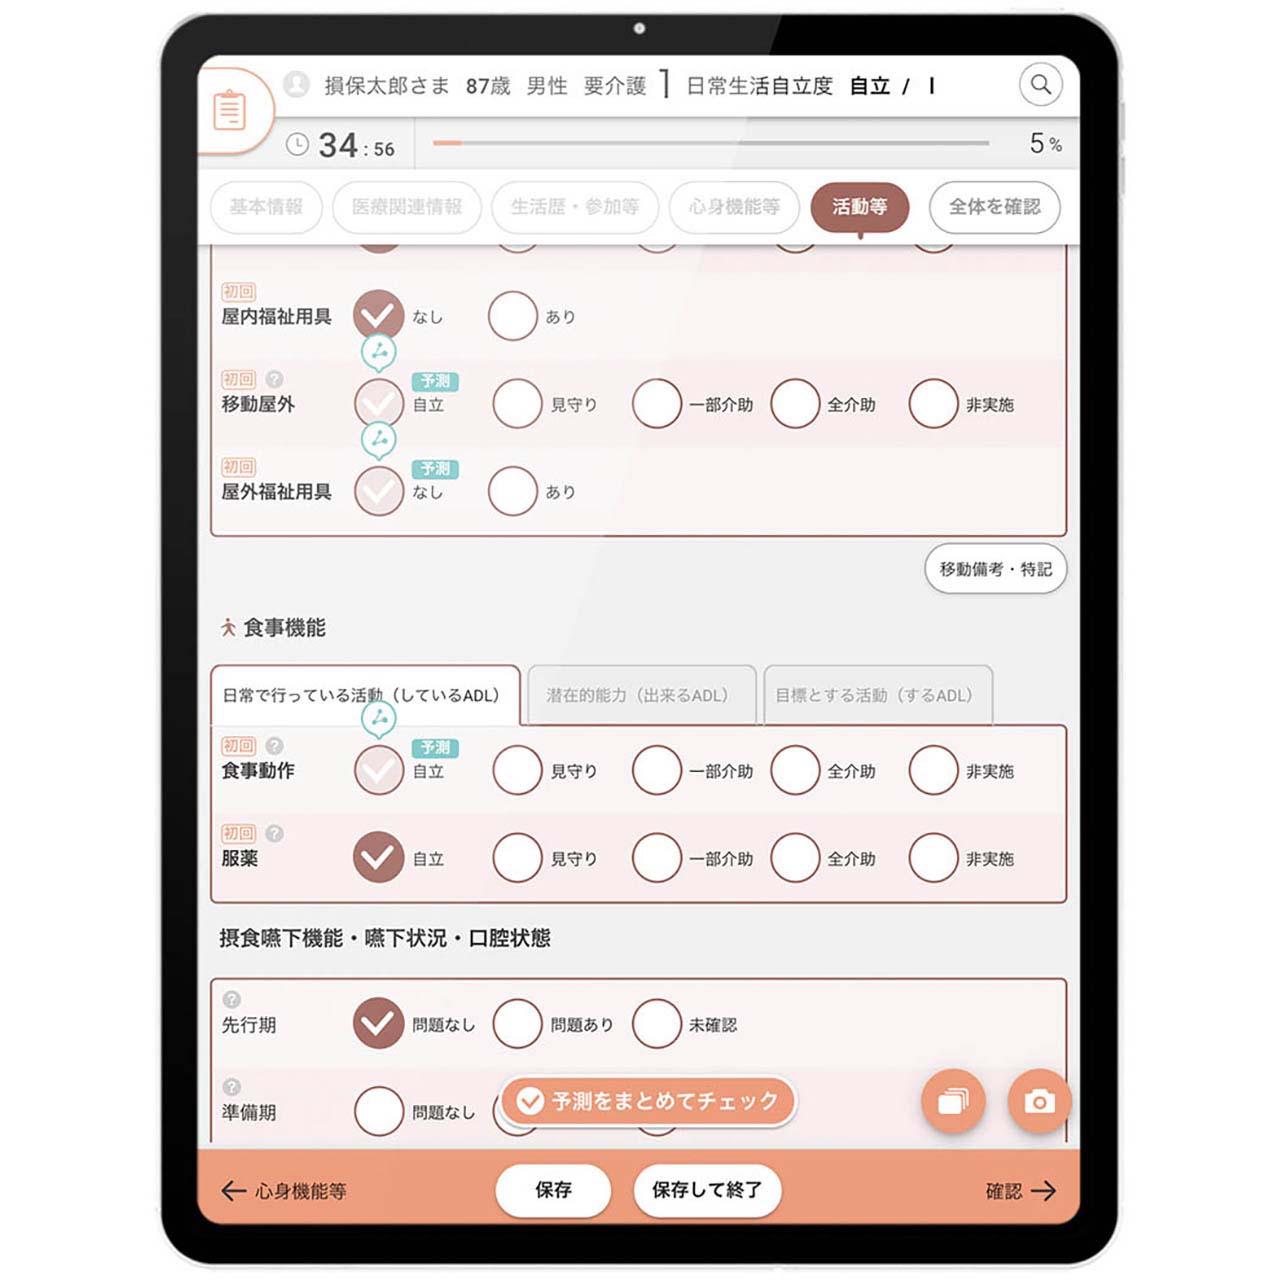 損保太郎さま 87歳 男性 要介護 1 日常生活自立度 自立 / I
34 : 56 5 %
基本情報 医療関連情報 生活歴・参加等 心身機能等 活動等 全体を確認
初回
屋内福祉用具 なし あり
初回 ? 予測
移動屋外 自立 見守り 一部介助 全介助 非実施
初回 予測
屋外福祉用具 なし あり
移動備考・特記
食事機能
日常で行っている活動（しているADL） 潜在的能力（出来るADL） 目標とする活動（するADL）
初回 ? 予測
食事動作 自立 見守り 一部介助 全介助 非実施
初回 ?
服薬 自立 見守り 一部介助 全介助 非実施
摂食嚥下機能・嚥下状況・口腔状態
?
先行期 問題なし 問題あり 未確認
?
準備期 問題なし 予測をまとめてチェック
← 心身機能等 保存 保存して終了 確認 →